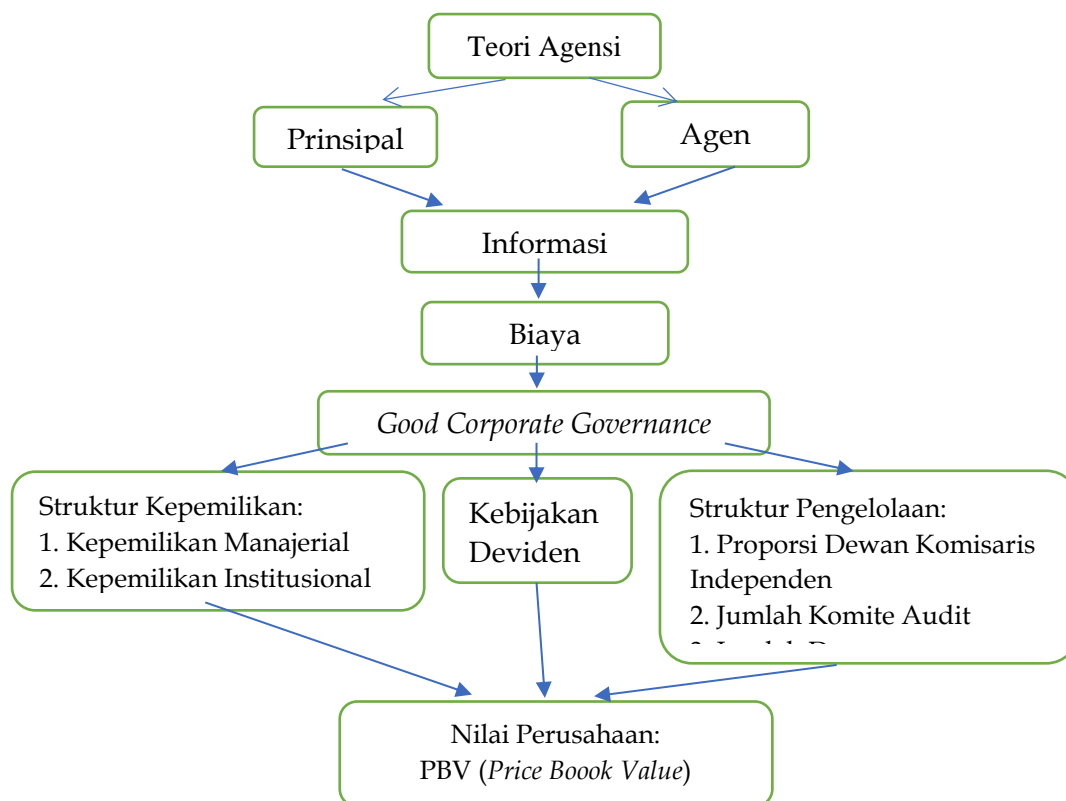 Teori Agensi
Prinsipal
Agen
Informasi
Biaya
Good Corporate Governance
Struktur Kepemilikan:
1. Kepemilikan Manajerial
2. Kepemilikan Institusional
Kebijakan
Deviden
Struktur Pengelolaan:
1. Proporsi Dewan Komisaris
Independen
2. Jumlah Komite Audit
Nilai Perusahaan:
PBV (Price Boook Value)